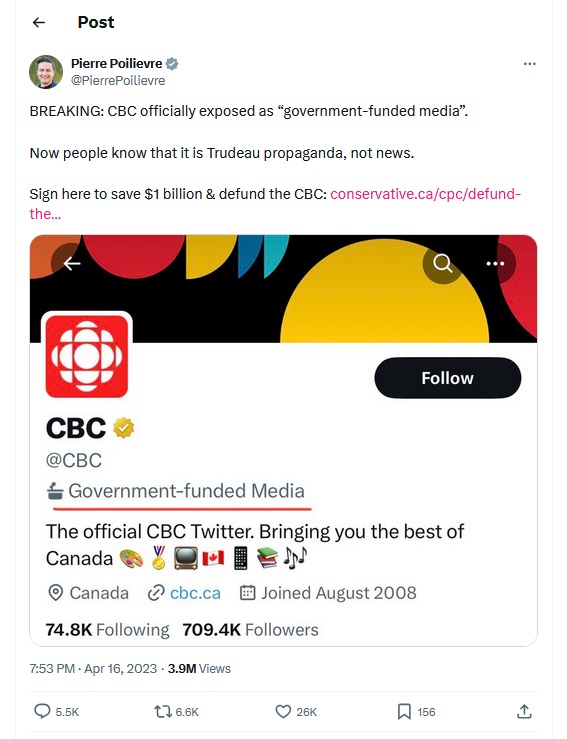 Post
Pierre Poilievre
@PierrePoilievre
BREAKING: CBC officially exposed as “government-funded media”.
Now people know that it is Trudeau propaganda, not news.
Sign here to save $1 billion & defund the CBC: conservative.ca/cpc/defund-
the…
Follow
CBC
@CBC
Government-funded Media
The official CBC Twitter. Bringing you the best of
Canada 🎨🏅📺🇨🇦📱📚🎶
Canada cbc.ca Joined August 2008
74.8K Following 709.4K Followers
7:53 PM · Apr 16, 2023 · 3.9M Views
5.5K 6.6K 26K 156